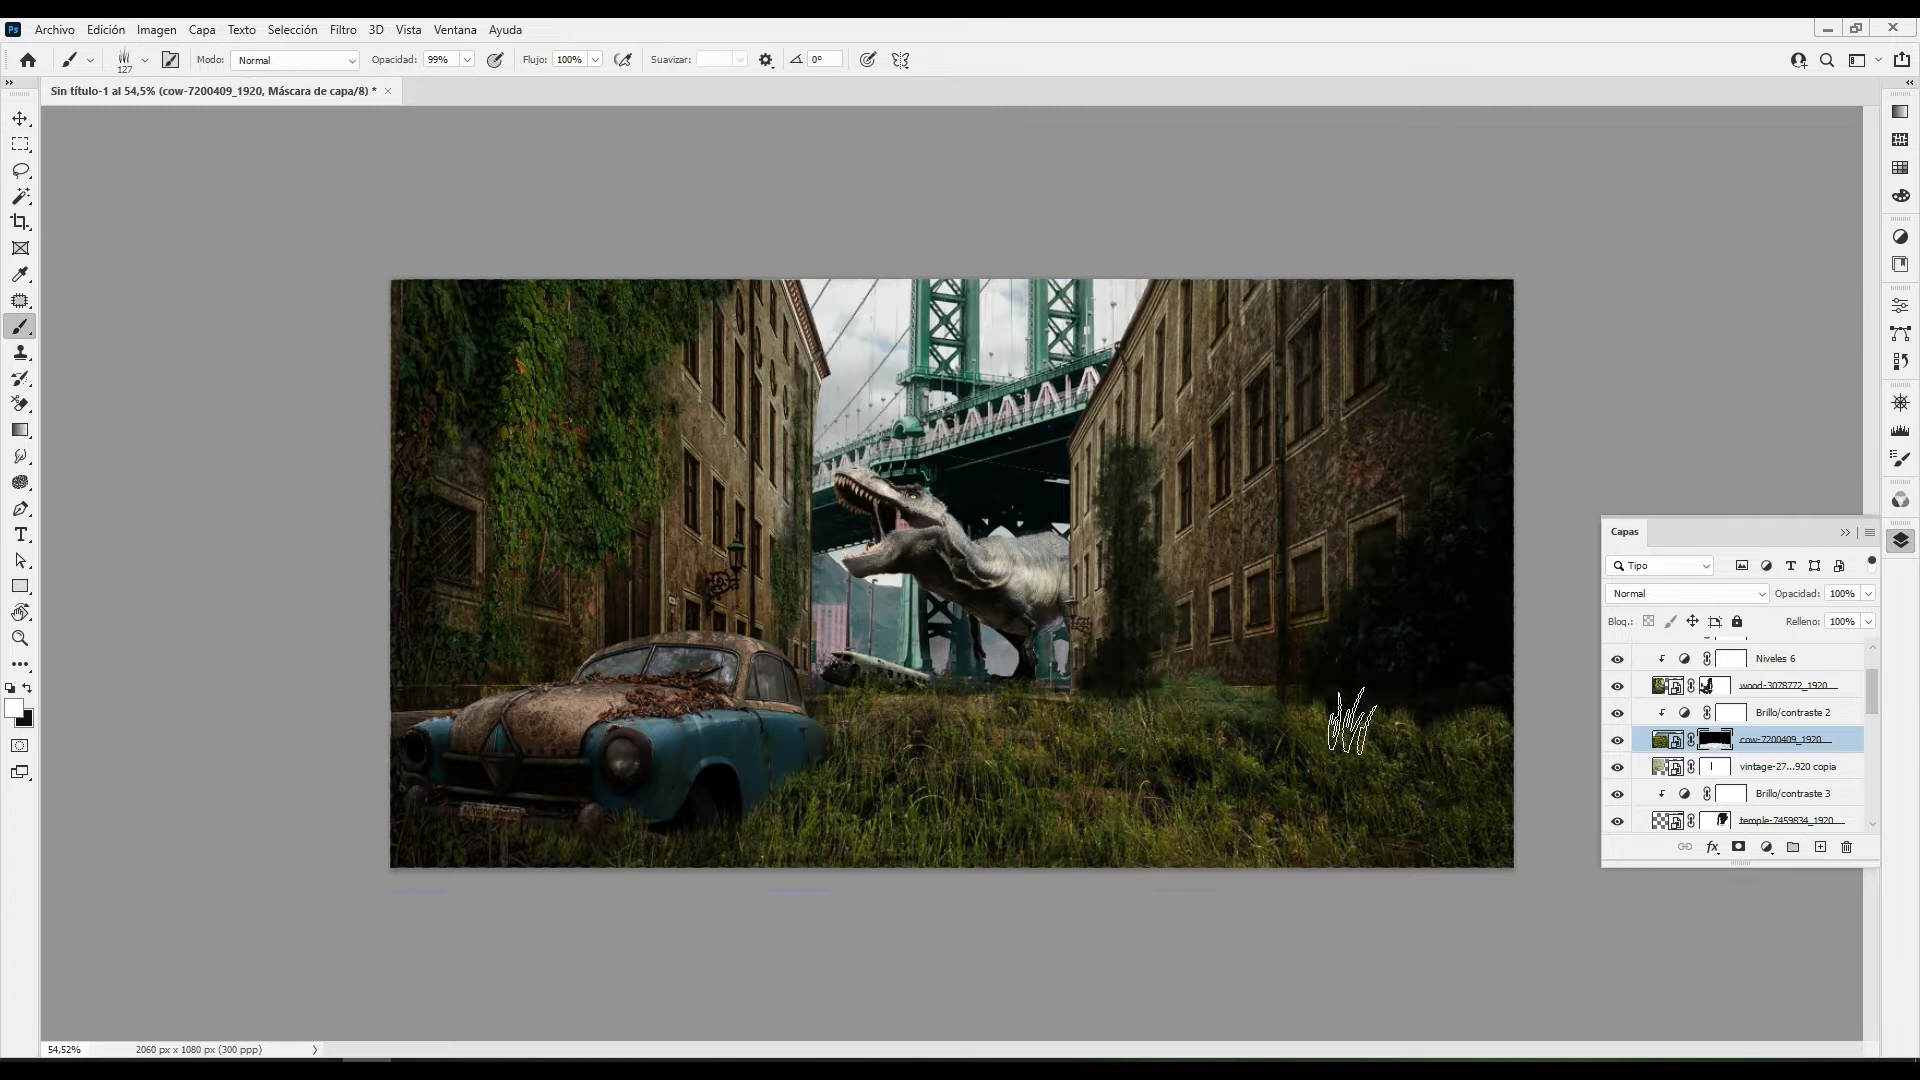 Ps Archivo Edición Imagen Capa Texto Selección Filtro 3D Vista Ventana Ayuda
127 Modo: Normal Opacidad: 99% Flujo: 100% Suavizar: 0°
Sin título-1 al 54,5% (cow-7200409_1920, Máscara de capa/8) * ×
Capas
Tipo
Normal Opacidad: 100%
Bloq.: Relleno: 100%
Niveles 6
wood-3078772_1920
Brillo/contraste 2
cow-7200409_1920
vintage-27...920 copia
Brillo/contraste 3
temple-7459834_1920
fx
54,52% 2060 px x 1080 px (300 ppp)